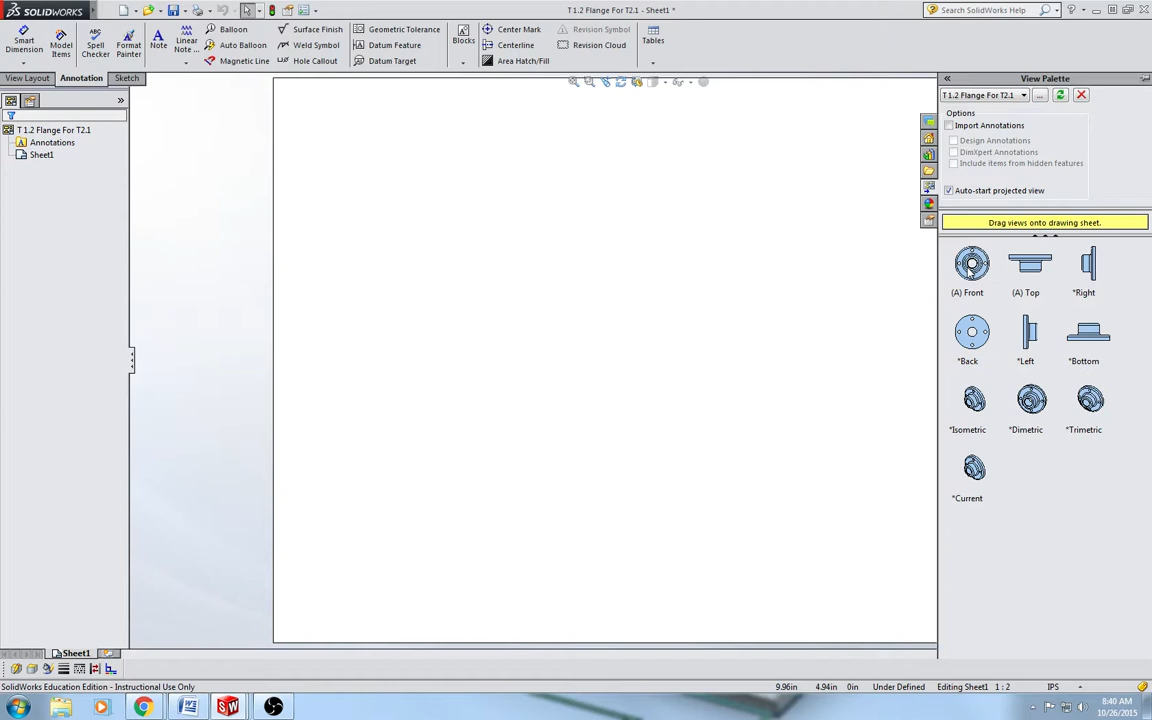 SOLIDWORKS
T 1.2 Flange For T2.1 - Sheet1 *
Search SolidWorks Help
Smart Dimension
Model Items
Spell Checker
Format Painter
Note
Linear Note ...
Balloon
Auto Balloon
Magnetic Line
Surface Finish
Weld Symbol
Hole Callout
Geometric Tolerance
Datum Feature
Datum Target
Blocks
Center Mark
Centerline
Area Hatch/Fill
Revision Symbol
Revision Cloud
Tables
View Layout
Annotation
Sketch
T 1.2 Flange For T2.1
Annotations
Sheet1
View Palette
T 1.2 Flange For T2.1
...
Options
Import Annotations
Design Annotations
DimXpert Annotations
Include items from hidden features
Auto-start projected view
Drag views onto drawing sheet.
(A) Front
(A) Top
*Right
*Back
*Left
*Bottom
*Isometric
*Dimetric
*Trimetric
*Current
Sheet1
SolidWorks Education Edition - Instructional Use Only
9.96in
4.94in
0in
Under Defined
Editing Sheet1
1 : 2
IPS
8:40 AM
10/26/2015